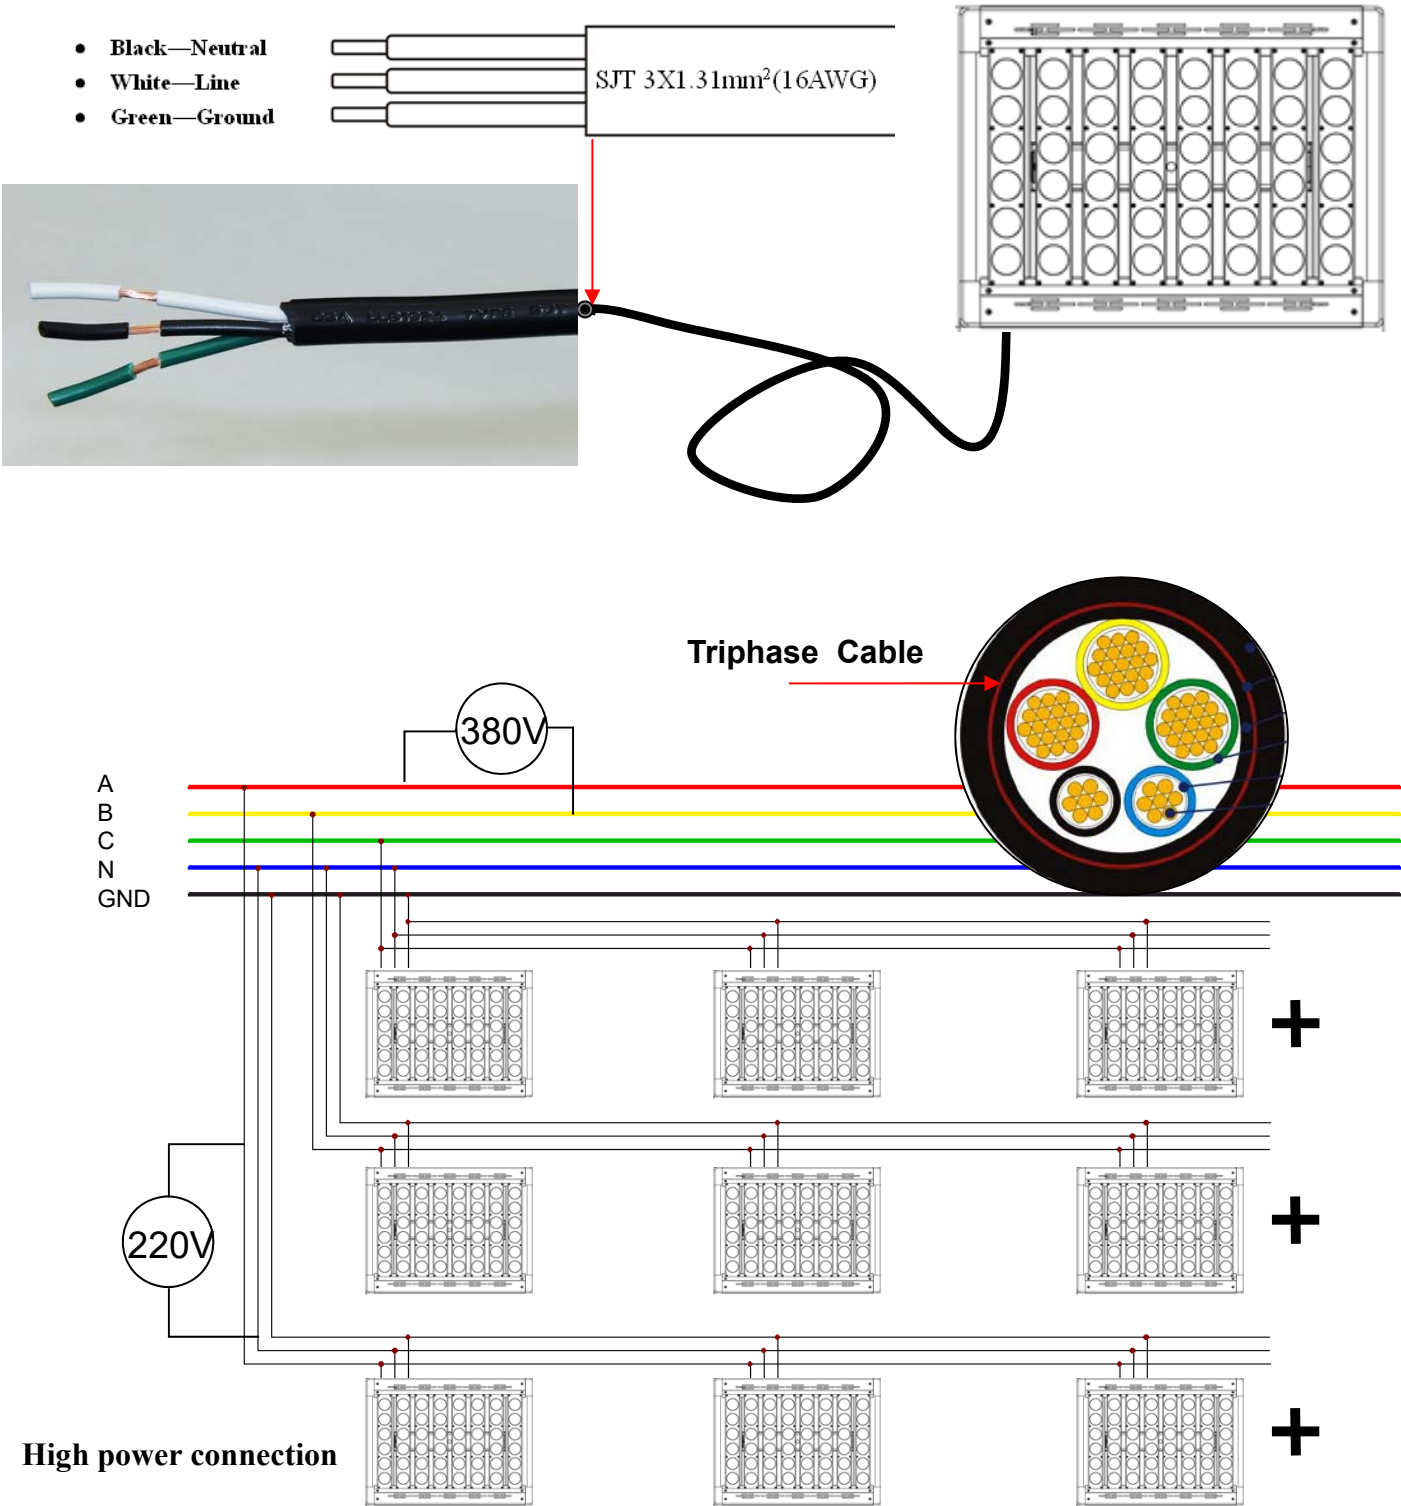 Black—Neutral
White—Line
Green—Ground
SJT 3X1.31mm²(16AWG)
Triphase Cable
380V
A
B
C
N
GND
220V
High power connection